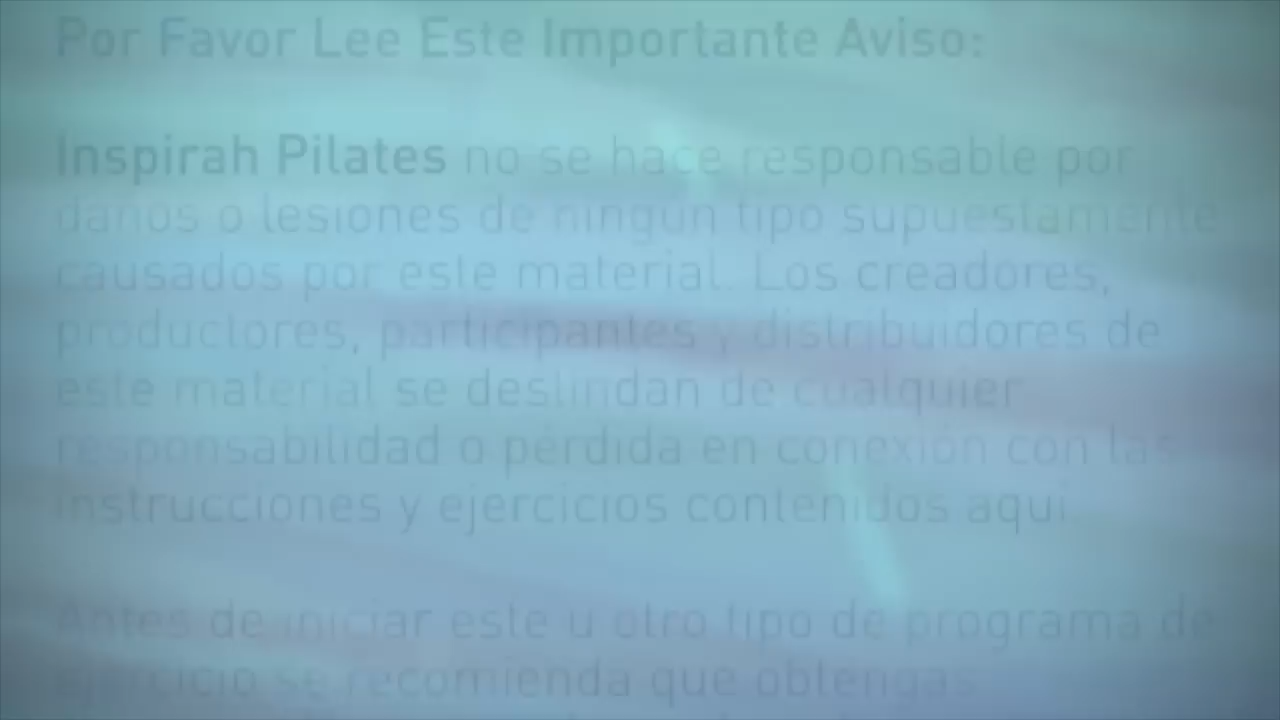 Por Favor Lee Este Importante Aviso:
Inspirah Pilates no se hace responsable por
daños o lesiones de ningún tipo supuestamente
causados por este material. Los creadores,
productores, participantes y distribuidores de
este material se deslindan de cualquier
responsabilidad o pérdida en conexión con las
instrucciones y ejercicios contenidos aquí
Antes de iniciar este u otro tipo de programa de
ejercicio se recomienda que obtengas